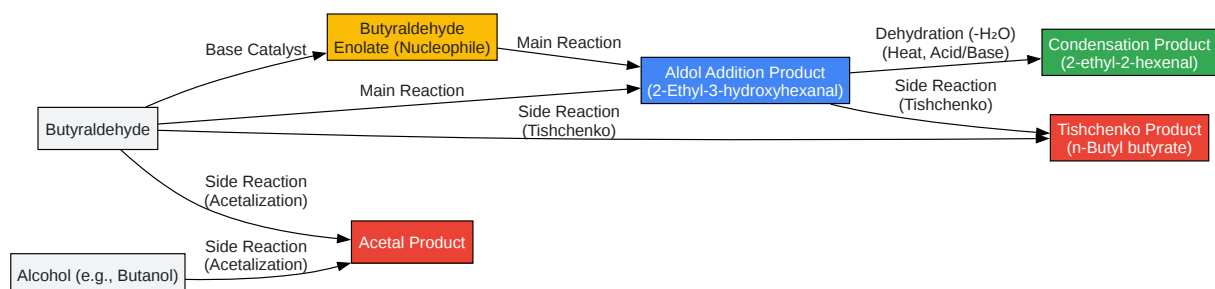 Butyraldehyde
Base Catalyst
Butyraldehyde
Enolate (Nucleophile)
Main Reaction
Main Reaction
Aldol Addition Product
(2-Ethyl-3-hydroxyhexanal)
Dehydration (-H₂O)
(Heat, Acid/Base)
Condensation Product
(2-ethyl-2-hexenal)
Side Reaction
(Tishchenko)
Side Reaction
(Tishchenko)
Tishchenko Product
(n-Butyl butyrate)
Side Reaction
(Acetalization)
Alcohol (e.g., Butanol)
Side Reaction
(Acetalization)
Acetal Product